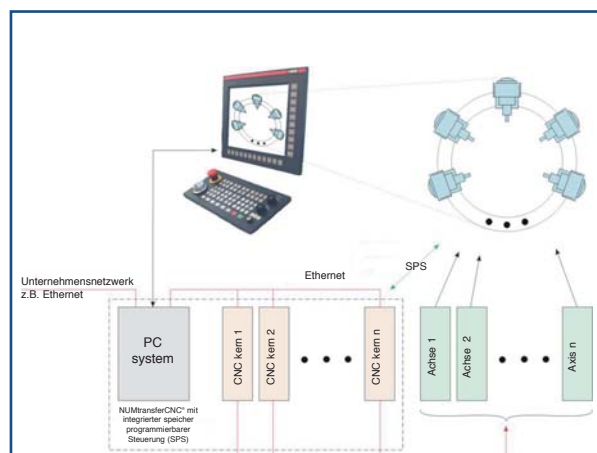 Unternehmensnetzwerk
z.B. Ethernet
Ethernet
SPS
PC
system
CNC kern 1
CNC kern 2
CNC kern n
Achse 1
Achse 2
Axis n
NUMtransferCNC® mit
integrierter speicher
programmierbarer
Steuerung (SPS)